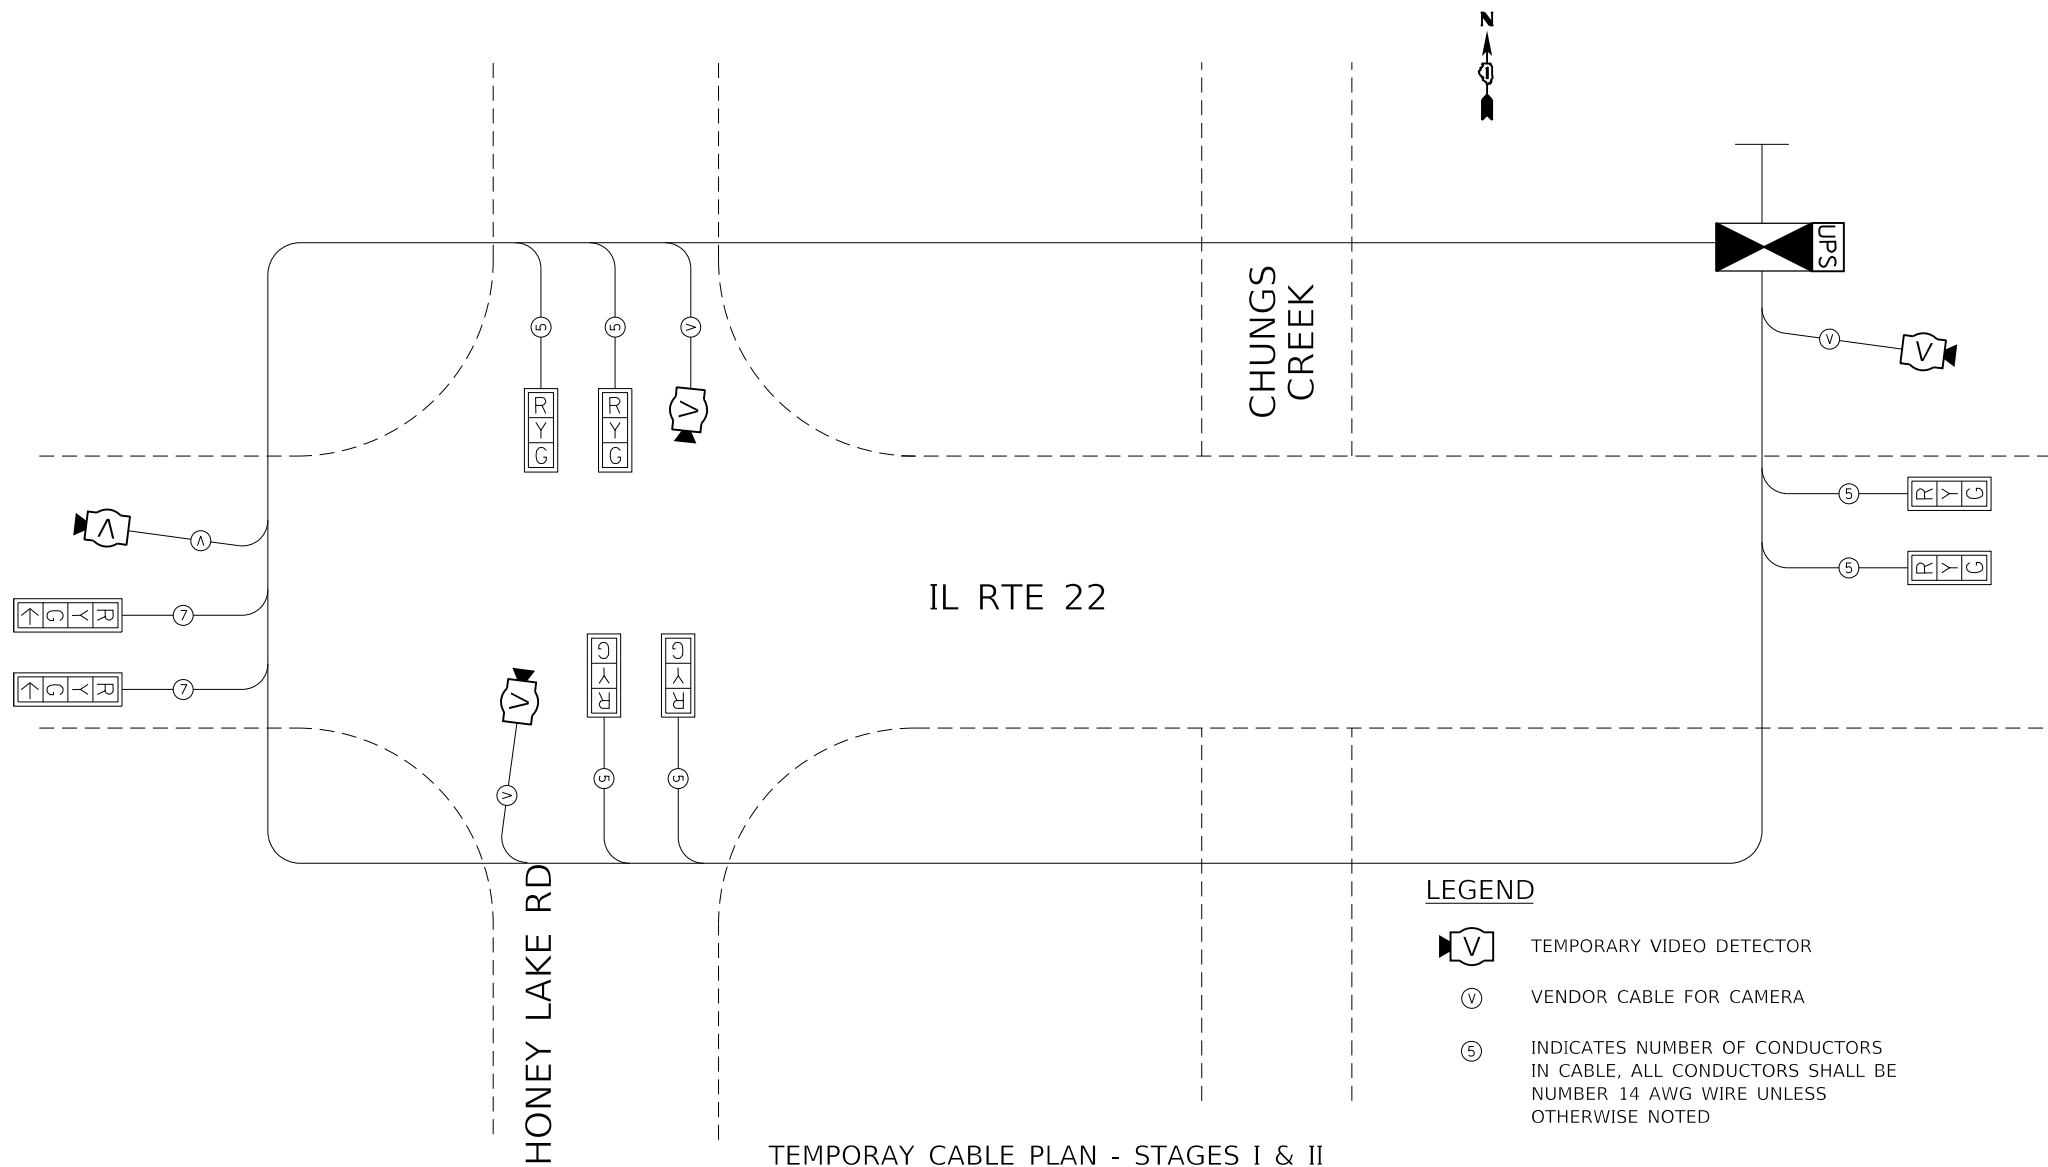 N
UPS
CHUNGS
CREEK
5
5
V
V
V
R
Y
G
R
Y
G
V
V
V
5
R Y G
5
R Y G
IL RTE 22
7
R Y G ←
7
R Y G ←
V
V
R Y G
R Y G
5
5
HONEY LAKE RD
LEGEND
V TEMPORARY VIDEO DETECTOR
V VENDOR CABLE FOR CAMERA
5 INDICATES NUMBER OF CONDUCTORS
IN CABLE, ALL CONDUCTORS SHALL BE
NUMBER 14 AWG WIRE UNLESS
OTHERWISE NOTED
TEMPORAY CABLE PLAN - STAGES I & II